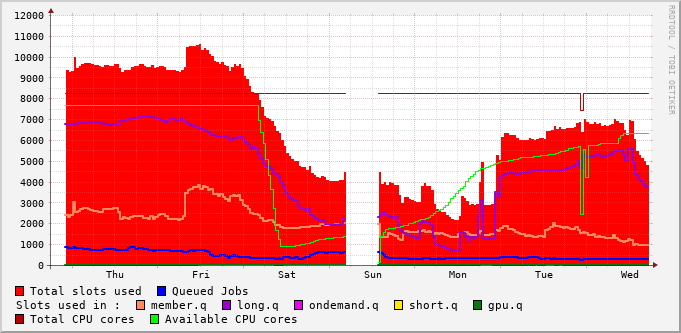 12000
11000
10000
9000
8000
7000
6000
5000
4000
3000
2000
1000
0
Thu Fri Sat Sun Mon Tue Wed
RRDTOOL / TOBI OETIKER
Total slots used Queued Jobs
Slots used in : member.q long.q ondemand.q short.q gpu.q
Total CPU cores Available CPU cores